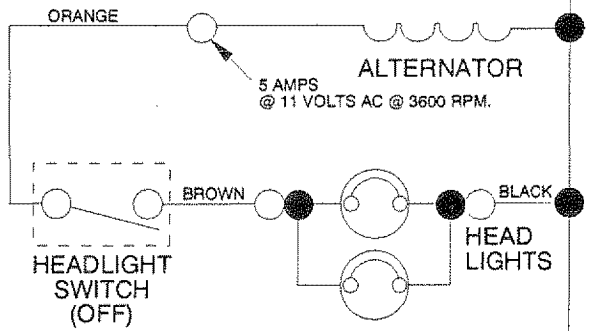 ORANGE
ALTERNATOR
5 AMPS
@ 11 VOLTS AC @ 3600 RPM.
BROWN
BLACK
HEAD
LIGHTS
HEADLIGHT
SWITCH
(OFF)